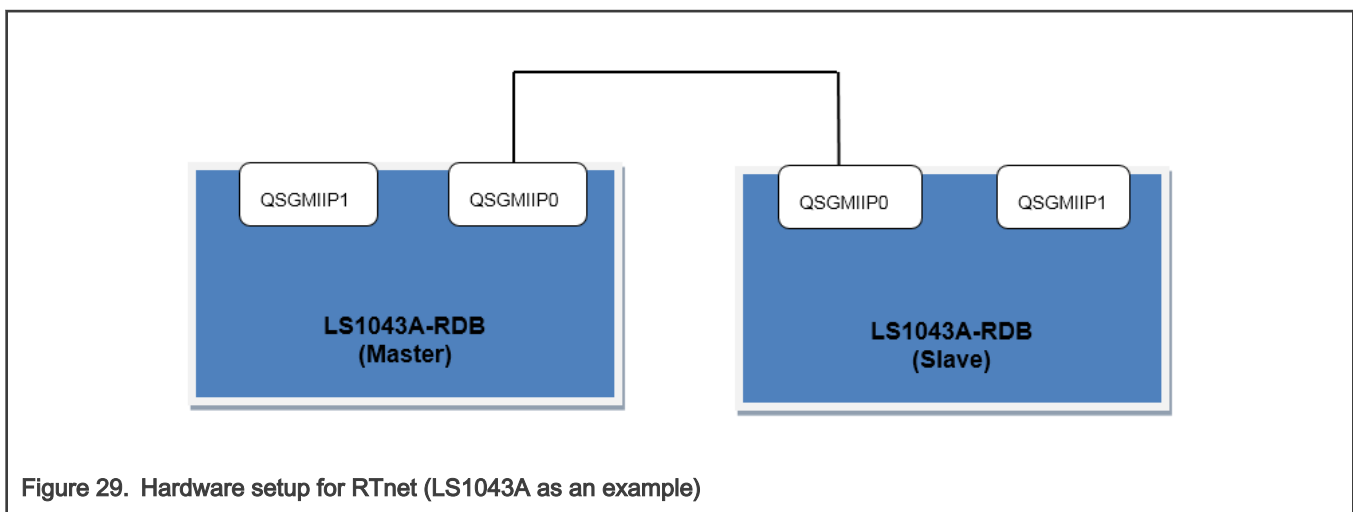 QSGMIIP1
QSGMIIP0
QSGMIIP0
QSGMIIP1
LS1043A-RDB
(Master)
LS1043A-RDB
(Slave)
Figure 29. Hardware setup for RTnet (LS1043A as an example)